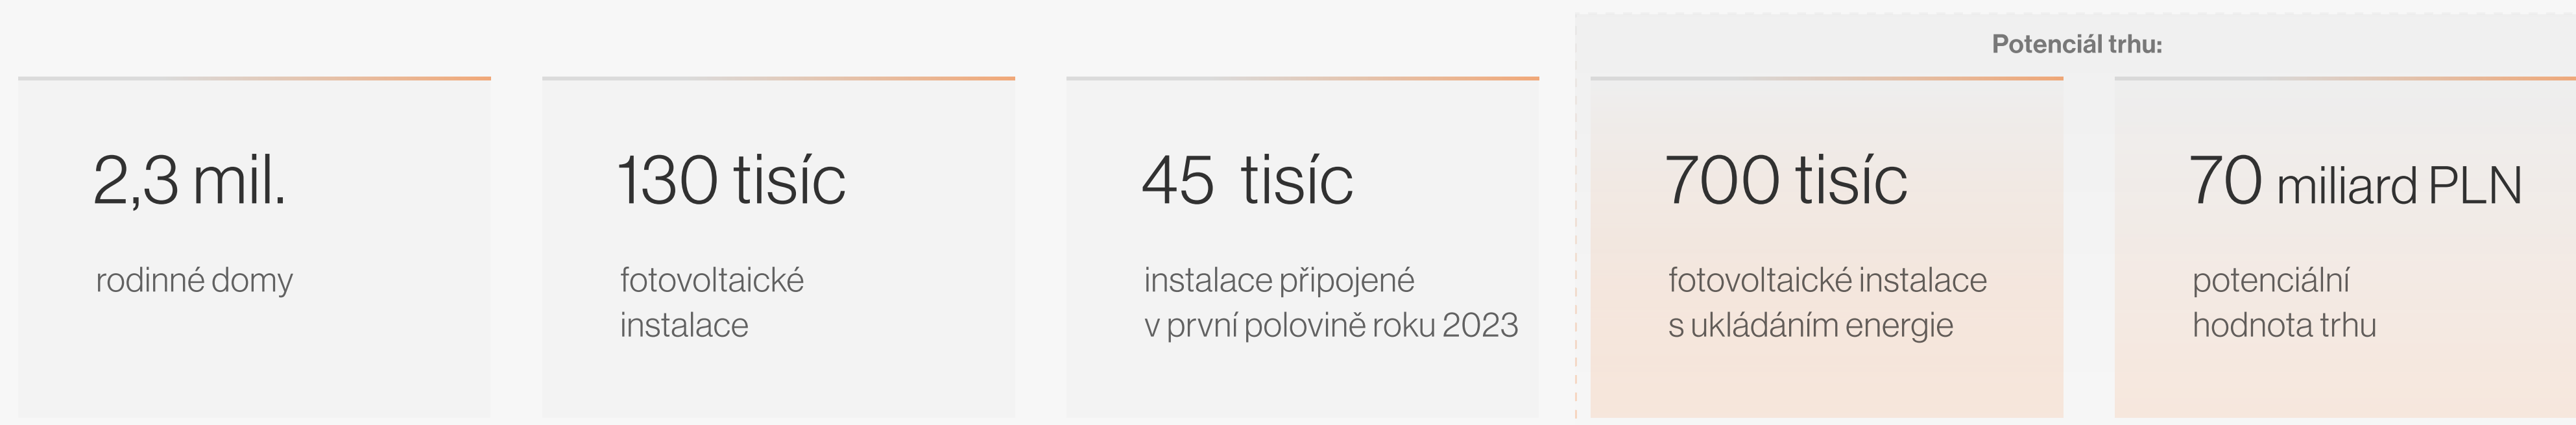 Potenciál trhu:
2,3 mil.
rodinné domy
130 tisíc
fotovoltaické
instalace
45 tisíc
instalace připojené
v první polovině roku 2023
700 tisíc
fotovoltaické instalace
s ukládáním energie
70 miliard PLN
potenciální
hodnota trhu